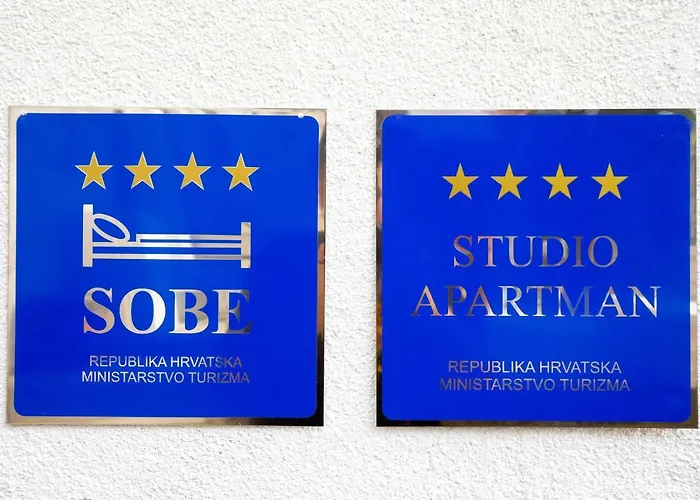 SOBE
REPUBLIKA HRVATSKA
MINISTARSTVO TURIZMA
STUDIO
APARTMAN
REPUBLIKA HRVATSKA
MINISTARSTVO TURIZMA